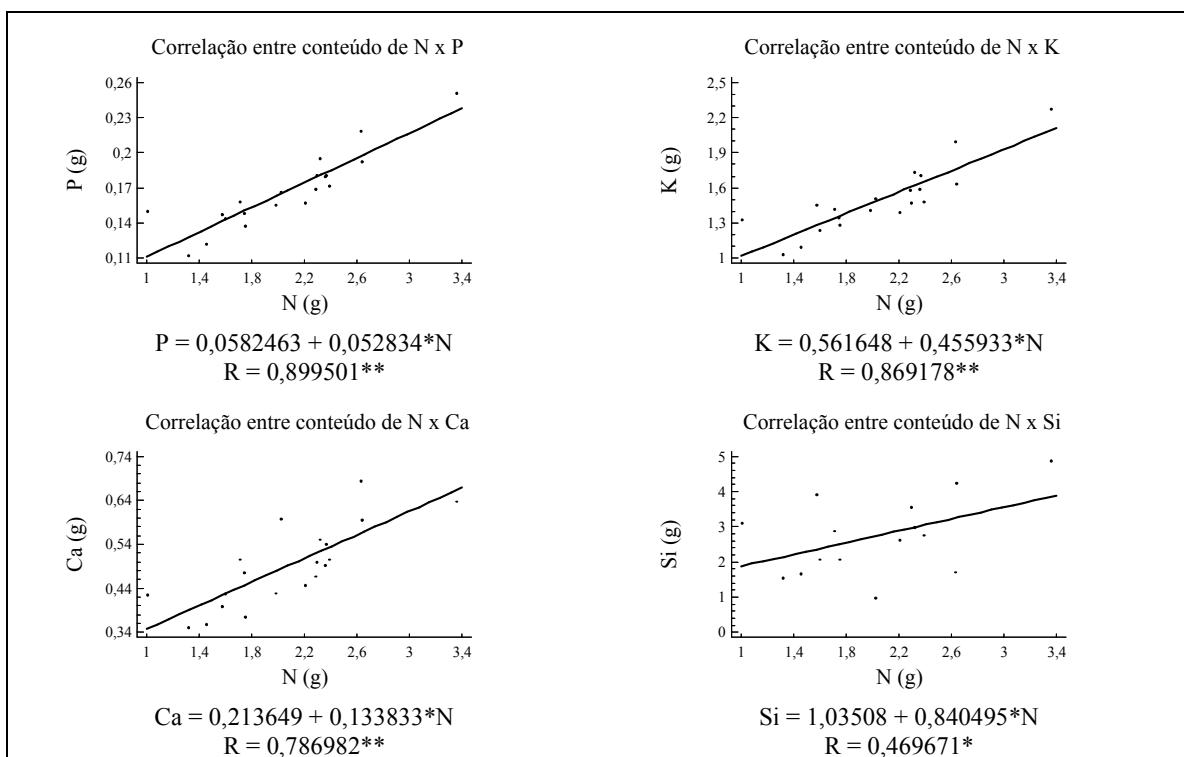 Correlação entre conteúdo de N x P
0,26
0,23
0,2
0,17
0,14
0,11
P (g)
1 1,4 1,8 2,2 2,6 3 3,4
N (g)
P = 0,0582463 + 0,052834*N
R = 0,899501**
Correlação entre conteúdo de N x K
2,5
2,2
1,9
1,6
1,3
1
K (g)
1 1,4 1,8 2,2 2,6 3 3,4
N (g)
K = 0,561648 + 0,455933*N
R = 0,869178**
Correlação entre conteúdo de N x Ca
0,74
0,64
0,54
0,44
0,34
Ca (g)
1 1,4 1,8 2,2 2,6 3 3,4
N (g)
Ca = 0,213649 + 0,133833*N
R = 0,786982**
Correlação entre conteúdo de N x Si
5
4
3
2
1
0
Si (g)
1 1,4 1,8 2,2 2,6 3 3,4
N (g)
Si = 1,03508 + 0,840495*N
R = 0,469671*